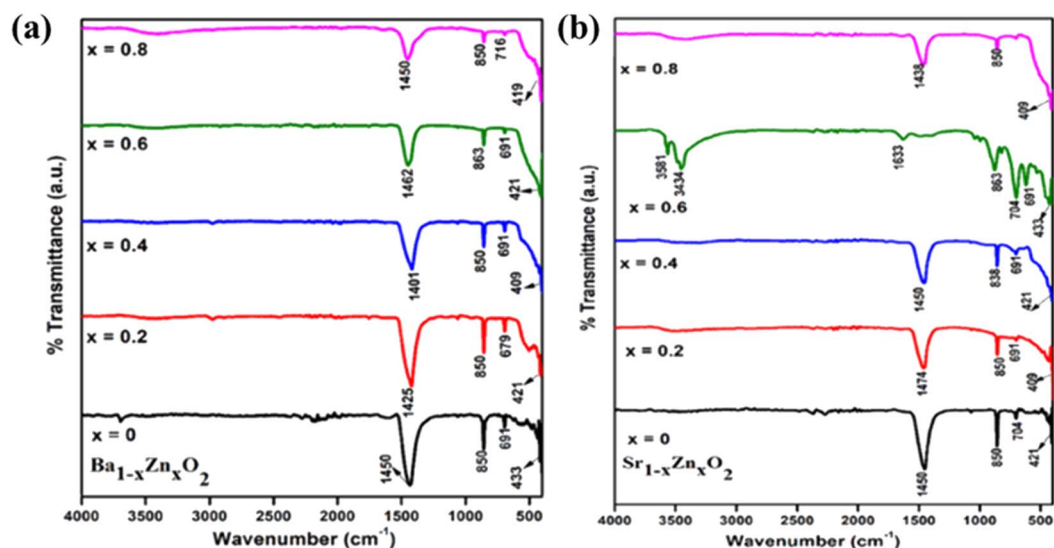 (a)
% Transmittance (a.u.)
x = 0.8
1450
850
716
419
x = 0.6
1462
863
691
421
x = 0.4
1401
850
691
409
x = 0.2
1425
850
679
421
x = 0
1450
850
691
433
Ba1-xZnxO2
4000 3500 3000 2500 2000 1500 1000 500
Wavenumber (cm-1)
(b)
% Transmittance (a.u.)
x = 0.8
1438
850
409
3581
3434
1633
863
704
691
433
x = 0.6
x = 0.4
1450
838
691
421
x = 0.2
1474
850
691
409
x = 0
1450
850
704
421
Sr1-xZnxO2
4000 3500 3000 2500 2000 1500 1000 500
Wavenumber (cm-1)